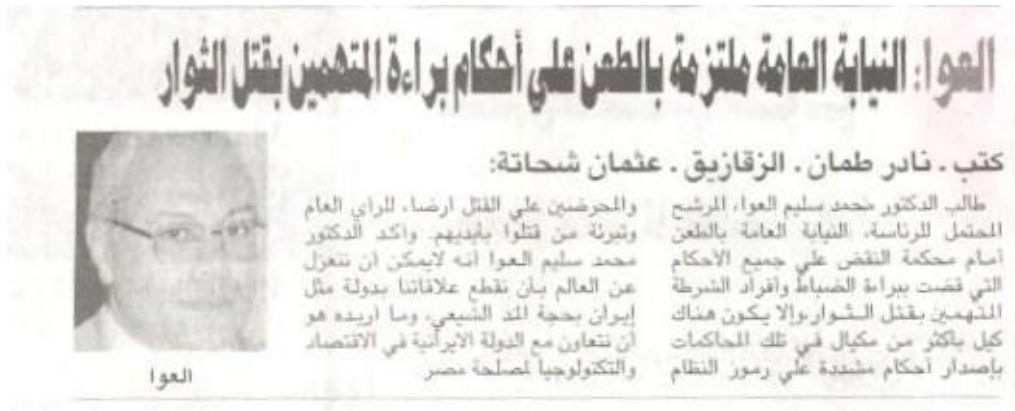 العوا: النيابة العامة ملتزمة بالطعن علي أحكام براءة المتهمين بقتل الثوار
كتب . نادر طمان . الزقازيق . عثمان شحاتة:
طالب الدكتور محمد سليم العوا، المرشح
المحتمل للرئاسة، النيابة العامة بالطعن
أمام محكمة النقض علي جميع الأحكام
التي قضت ببراءة الضباط وأفراد الشرطة
المتهمين بقتل الثوار، وإلا يكون هناك
كيل بأكثر من مكيال في تلك المحاكمات
بإصدار أحكام مشددة علي رموز النظام
والمحرضين علي القتل ارضاء للرأي العام
وتبرئة من قتلوا بأيديهم. واكد الدكتور
محمد سليم العوا أنه لايمكن ان ننعزل
عن العالم بأن نقطع علاقاتنا بدولة مثل
إيران بحجة المد الشيعي، وما أريده هو
أن نتعاون مع الدولة الايرانية في الاقتصاد
والتكنولوجيا لمصلحة مصر
العوا